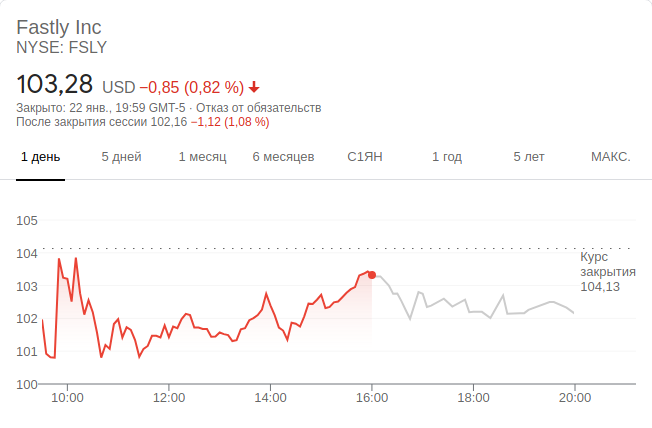 Fastly Inc
NYSE: FSLY
103,28 USD −0,85 (0,82 %)
Закрыто: 22 янв., 19:59 GMT-5 · Отказ от обязательств
После закрытия сессии 102,16 −1,12 (1,08 %)
1 день 5 дней 1 месяц 6 месяцев С1ЯН 1 год 5 лет МАКС.
105
104
Курс
закрытия
103
104,13
102
101
100
10:00 12:00 14:00 16:00 18:00 20:00